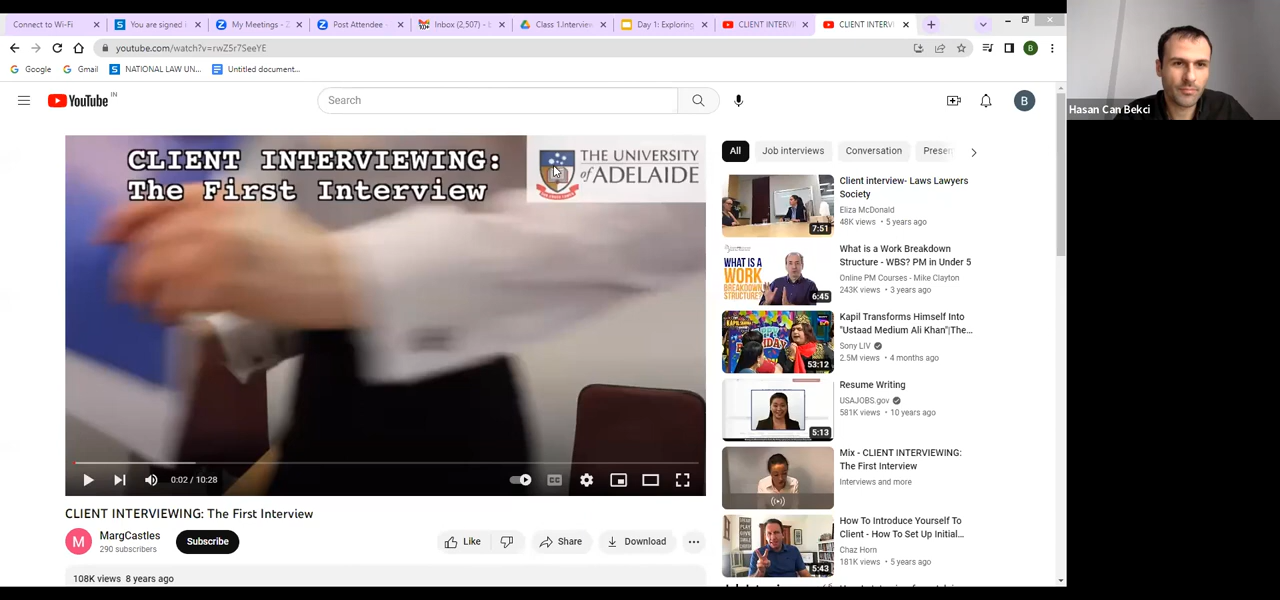 Connect to Wi-Fi
You are signed i
My Meetings - Z
Post Attendee -
Inbox (2,507) -
Class 1.Interview
Day 1: Exploring
CLIENT INTERV
CLIENT INTERV
youtube.com/watch?v=rwZ5r7SeeYE
B
Google
Gmail
NATIONAL LAW UN...
Untitled document...
YouTube IN
Search
B
CLIENT INTERVIEWING:
The First Interview
THE UNIVERSITY
of ADELAIDE
0:02 / 10:28
CC
CLIENT INTERVIEWING: The First Interview
M
MargCastles
290 subscribers
Subscribe
Like
Share
Download
108K views 8 years ago
All
Job interviews
Conversation
Presen
7:51
Client interview- Laws Lawyers
Society
Eliza McDonald
48K views • 5 years ago
WHAT IS A
WORK
BREAKDOWN
STRUCTURE?
6:45
What is a Work Breakdown
Structure - WBS? PM in Under 5
Online PM Courses - Mike Clayton
243K views • 3 years ago
53:12
Kapil Transforms Himself Into
"Ustaad Medium Ali Khan"|The...
Sony LIV
2.5M views • 4 months ago
5:13
Resume Writing
USAJOBS.gov
581K views • 10 years ago
Mix - CLIENT INTERVIEWING:
The First Interview
Interviews and more
5:43
How To Introduce Yourself To
Client - How To Set Up Initial...
Chaz Horn
181K views • 5 years ago
Hasan Can Bekci